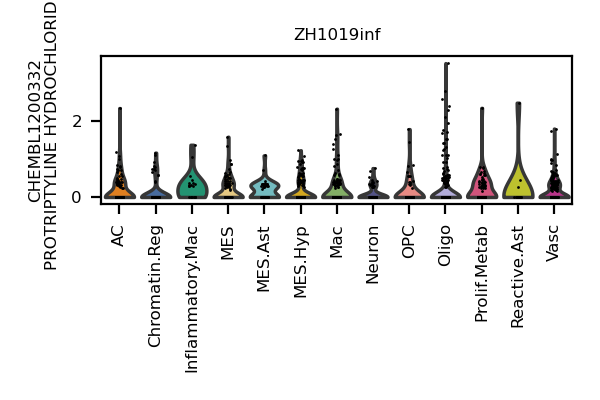 ZH1019inf
CHEMBL1200332
PROTRIPTYLINE HYDROCHLORID
2
0
AC
Chromatin.Reg
Inflammatory.Mac
MES
MES.Ast
MES.Hyp
Mac
Neuron
OPC
Oligo
Prolif.Metab
Reactive.Ast
Vasc